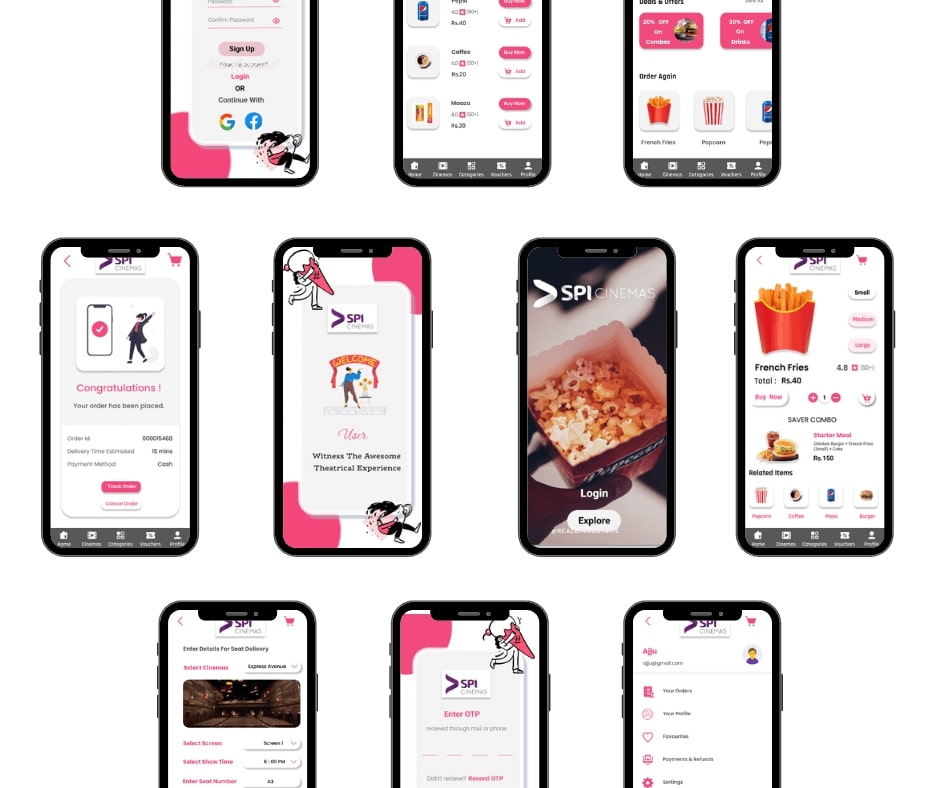 Password
Confirm Password
Sign Up
Have an account?
Login
OR
Continue With
Pepsi
4.0 (50+)
Rs.40
Buy Now
Add
Coffee
4.0 (50+)
Rs.20
Buy Now
Add
Maaza
4.0 (50+)
Rs.20
Buy Now
Add
Home Cinemas Categories Vouchers Profile
Deals & Offers
View All
20% OFF
On
Combos
30% OFF
On
Drinks
Order Again
French Fries Popcorn Peps
Home Cinemas Categories Vouchers Profile
SPI
CINEMAS
Congratulations !
Your order has been placed.
Order Id 00001546B
Delivery Time Estimated 15 mins
Payment Method Cash
Track Order
Cancel Order
Home Cinemas Categories Vouchers Profile
SPI
CINEMAS
WELCOME
User
Witness The Awesome
Theatrical Experience
SPI CINEMAS
Login
Explore
SPI
CINEMAS
Small
Medium
Large
French Fries 4.8 (50+)
Total : Rs.40
Buy Now 1
SAVER COMBO
Starter Meal
Chicken Burger + French Fries
(Small) + Coke
Rs.150
Related Items
Popcorn Coffee Pepsi Burger
Home Cinemas Categories Vouchers Profile
SPI
CINEMAS
Enter Details For Seat Delivery
Select Cinemas Express Avenue
Select Screen Screen 1
Select Show Time 6 : 00 PM
Enter Seat Number A3
SPI
CINEMAS
Enter OTP
recieved through mail or phone
Didn't recieve? Resend OTP
SPI
CINEMAS
Ajju
ajju@gmail.com
Your Orders
Your Profile
Favourites
Payments & Refunds
Settings